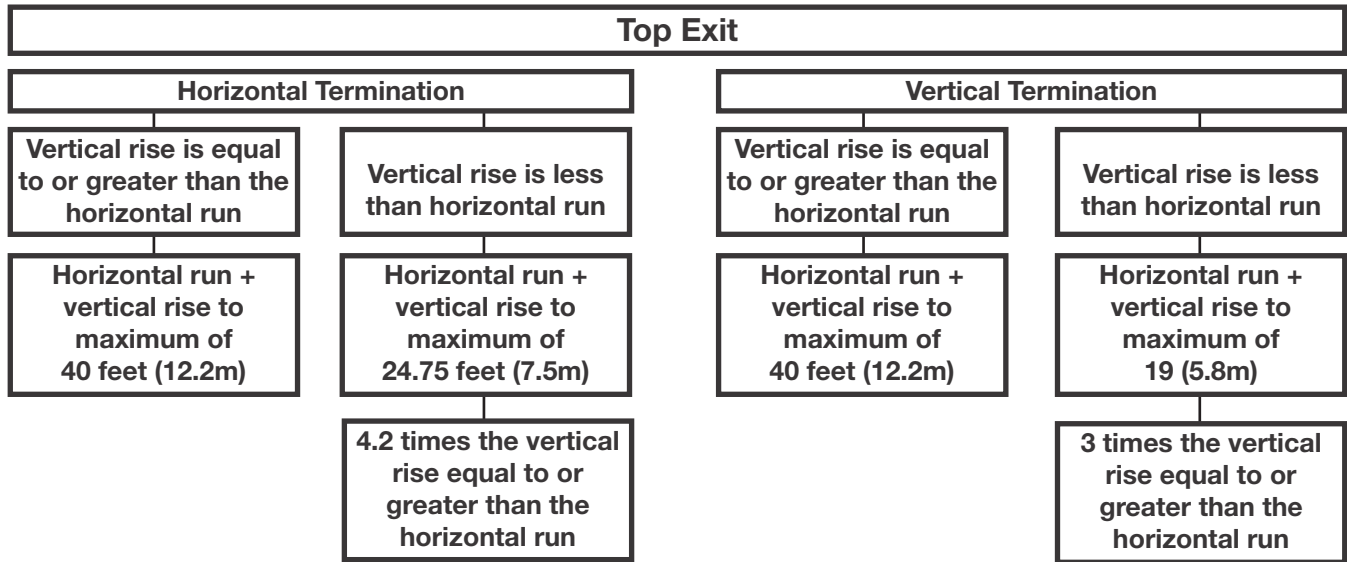 Top Exit
Horizontal Termination
Vertical rise is equal
to or greater than the
horizontal run
Horizontal run +
vertical rise to
maximum of
40 feet (12.2m)
Vertical rise is less
than horizontal run
Horizontal run +
vertical rise to
maximum of
24.75 feet (7.5m)
4.2 times the vertical
rise equal to or
greater than the
horizontal run
Vertical Termination
Vertical rise is equal
to or greater than the
horizontal run
Horizontal run +
vertical rise to
maximum of
40 feet (12.2m)
Vertical rise is less
than horizontal run
Horizontal run +
vertical rise to
maximum of
19 (5.8m)
3 times the vertical
rise equal to or
greater than the
horizontal run